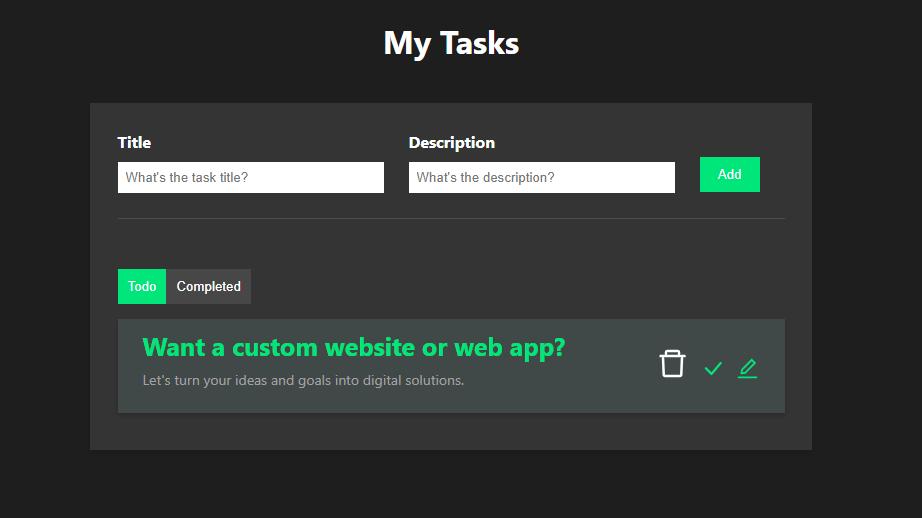 My Tasks
Title
Description
What's the task title?
What's the description?
Add
Todo
Completed
Want a custom website or web app?
Let's turn your ideas and goals into digital solutions.